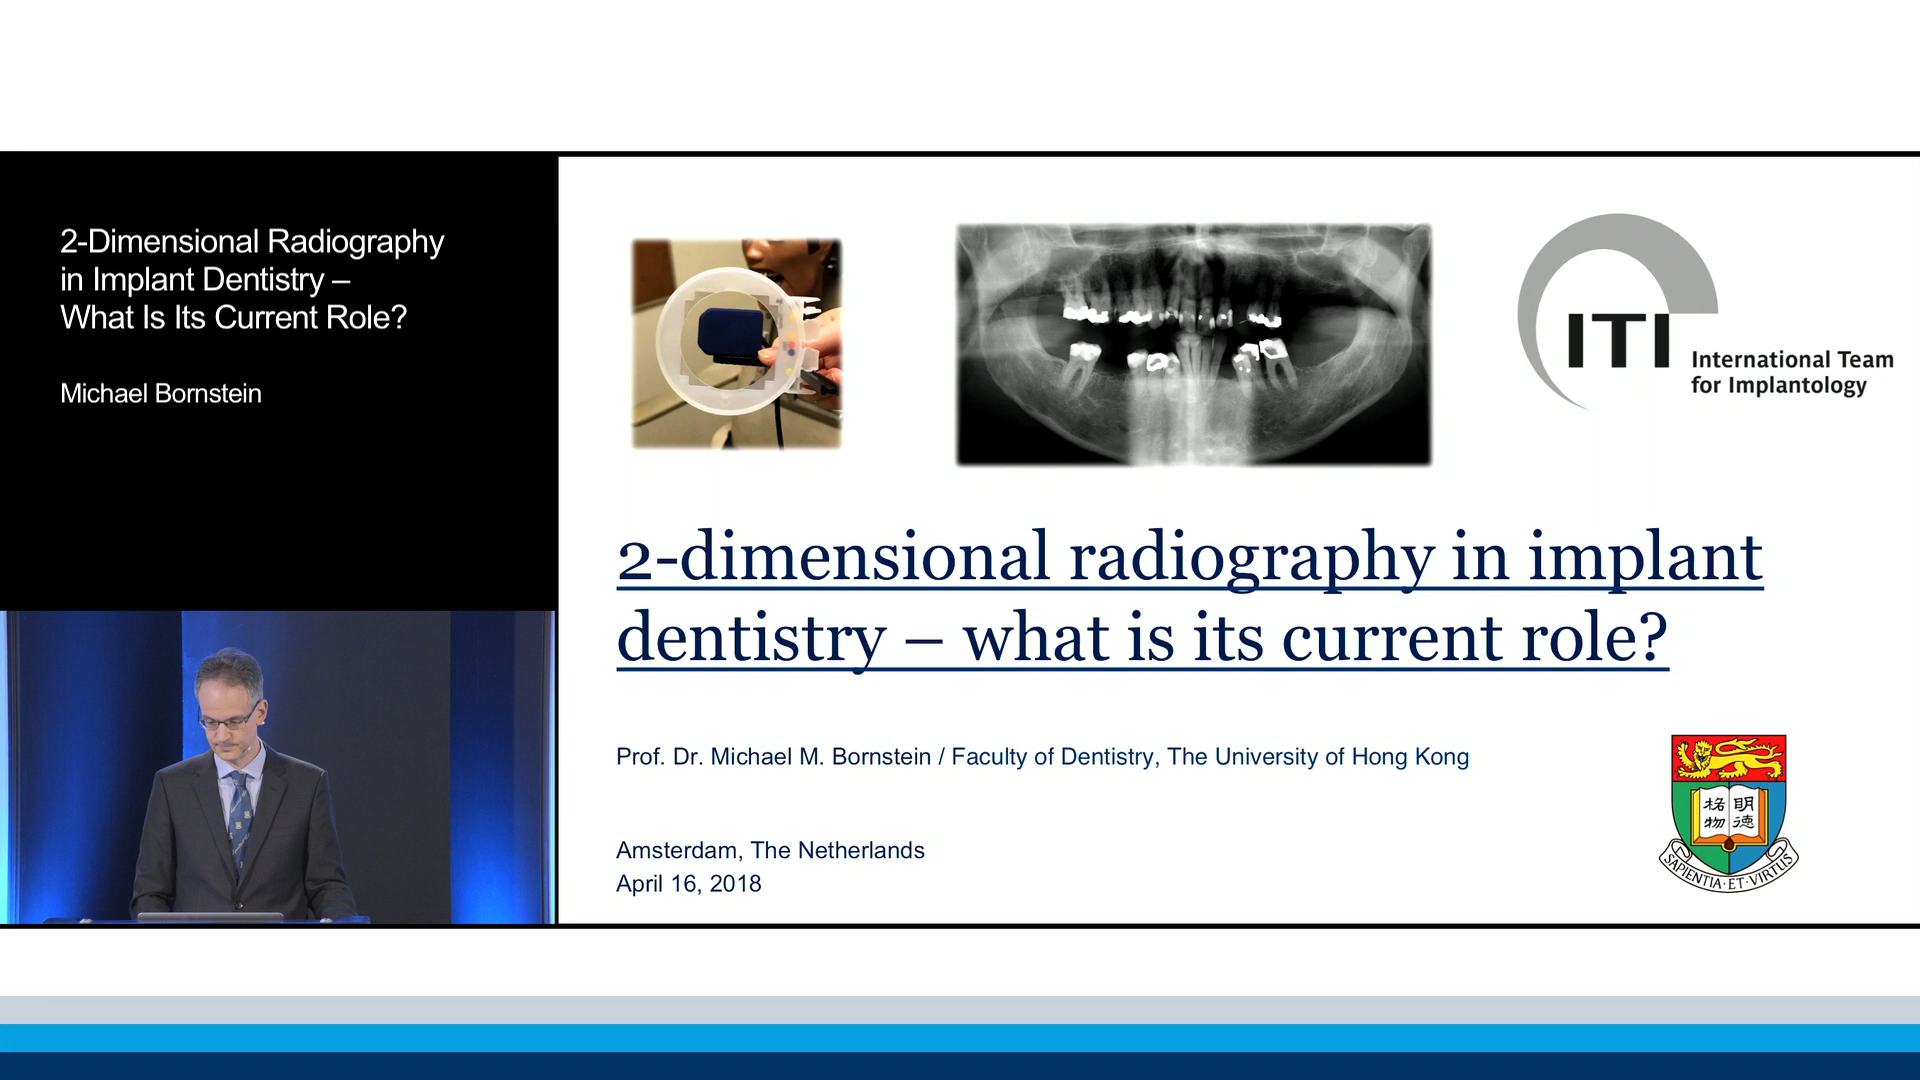 2-Dimensional Radiography
in Implant Dentistry –
What Is Its Current Role?
Michael Bornstein
ITI
International Team
for Implantology
2-dimensional radiography in implant
dentistry – what is its current role?
Prof. Dr. Michael M. Bornstein / Faculty of Dentistry, The University of Hong Kong
Amsterdam, The Netherlands
April 16, 2018
格 明
物 德
SAPIENTIA·ET·VIRTUS